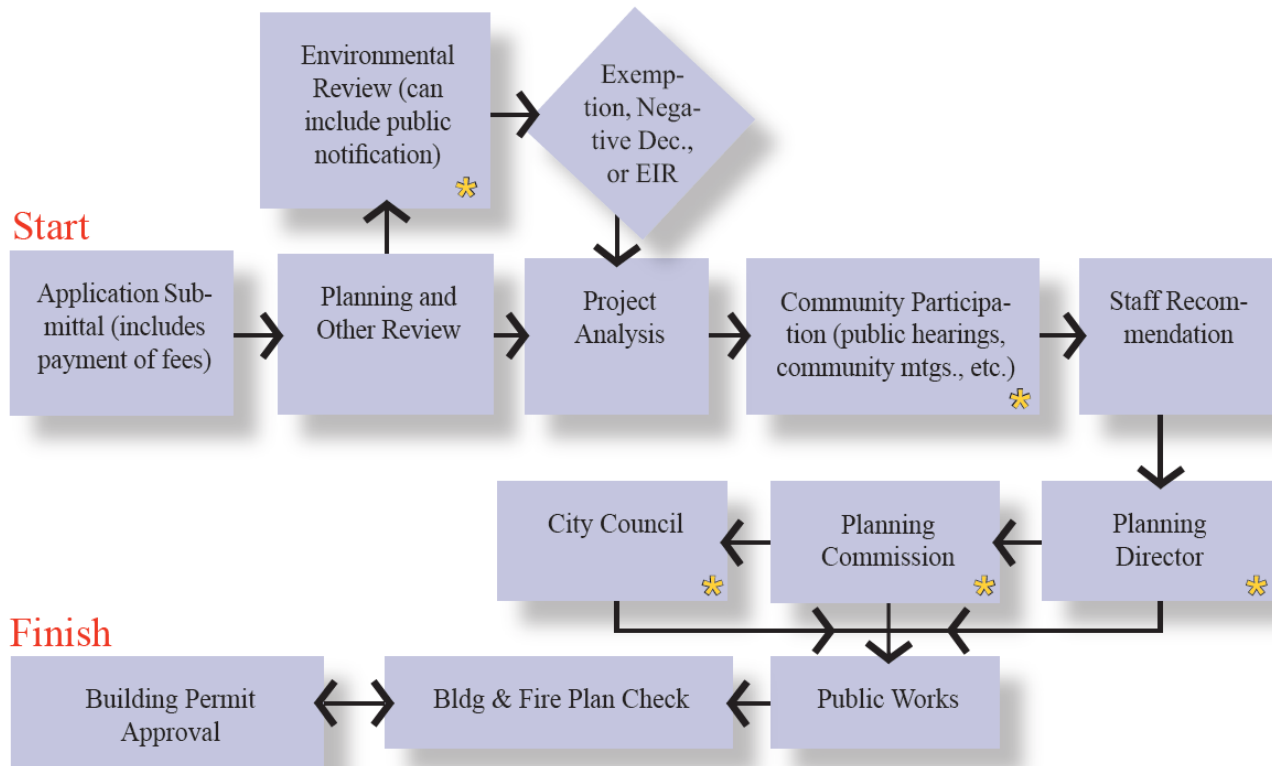 Environmental
Review (can
include public
notification)
*
Exemp-
tion, Nega-
tive Dec.,
or EIR
Start
Application Sub-
mittal (includes
payment of fees)
Planning and
Other Review
Project
Analysis
Community Participa-
tion (public hearings,
community mtgs., etc.)
*
Staff Recom-
mendation
City Council
*
Planning
Commission
*
Planning
Director
*
Finish
Building Permit
Approval
Bldg & Fire Plan Check
Public Works